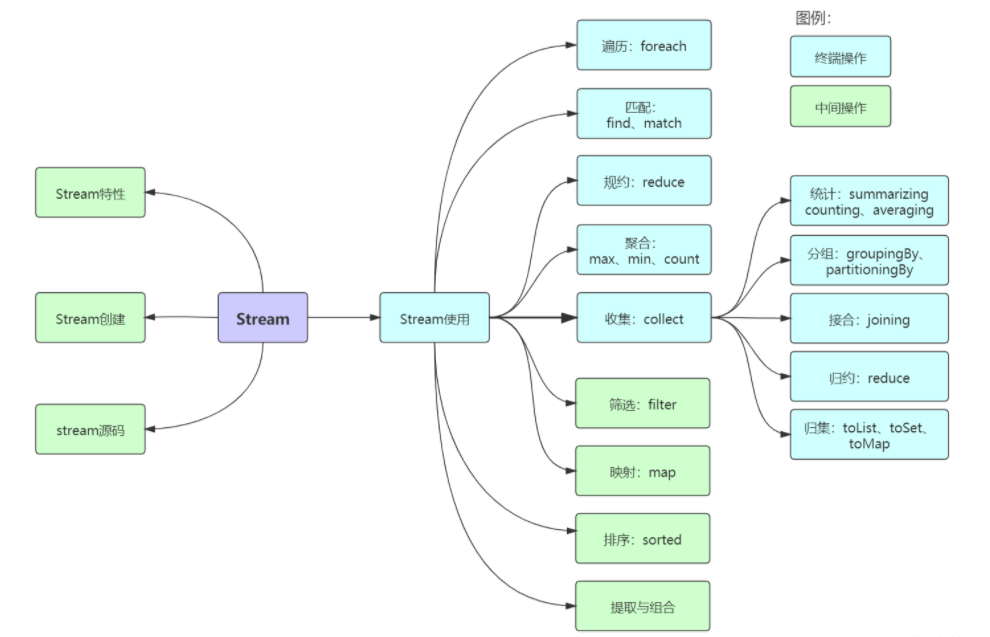 图例：
终端操作
中间操作
Stream特性
Stream创建
stream源码
Stream
Stream使用
遍历：foreach
匹配：
find、match
规约：reduce
聚合：
max、min、count
收集：collect
筛选：filter
映射：map
排序：sorted
提取与组合
统计：summarizing
counting、averaging
分组：groupingBy、
partitioningBy
接合：joining
归约：reduce
归集：toList、toSet、
toMap